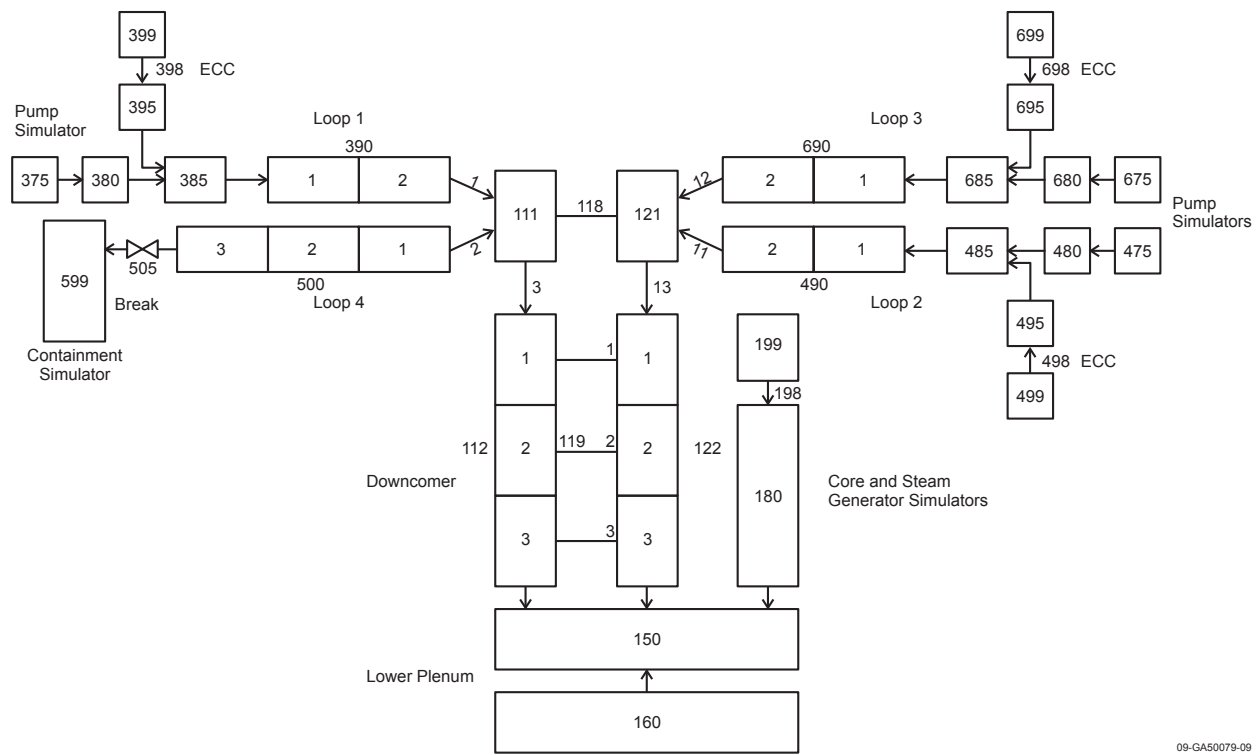 399
398 ECC
395
Pump
Simulator
Loop 1
390
375
380
385
1
2
1
599
505
3
2
1
2
500
Loop 4
Break
Containment
Simulator
111
118
121
3
13
699
698 ECC
695
Loop 3
690
12
2
1
685
680
675
Pump
Simulators
11
2
1
485
480
475
490
Loop 2
495
498 ECC
499
1
1
1
112
2
119
2
2
122
3
3
3
Downcomer
199
198
180
Core and Steam
Generator Simulators
150
Lower Plenum
160
09-GA50079-09